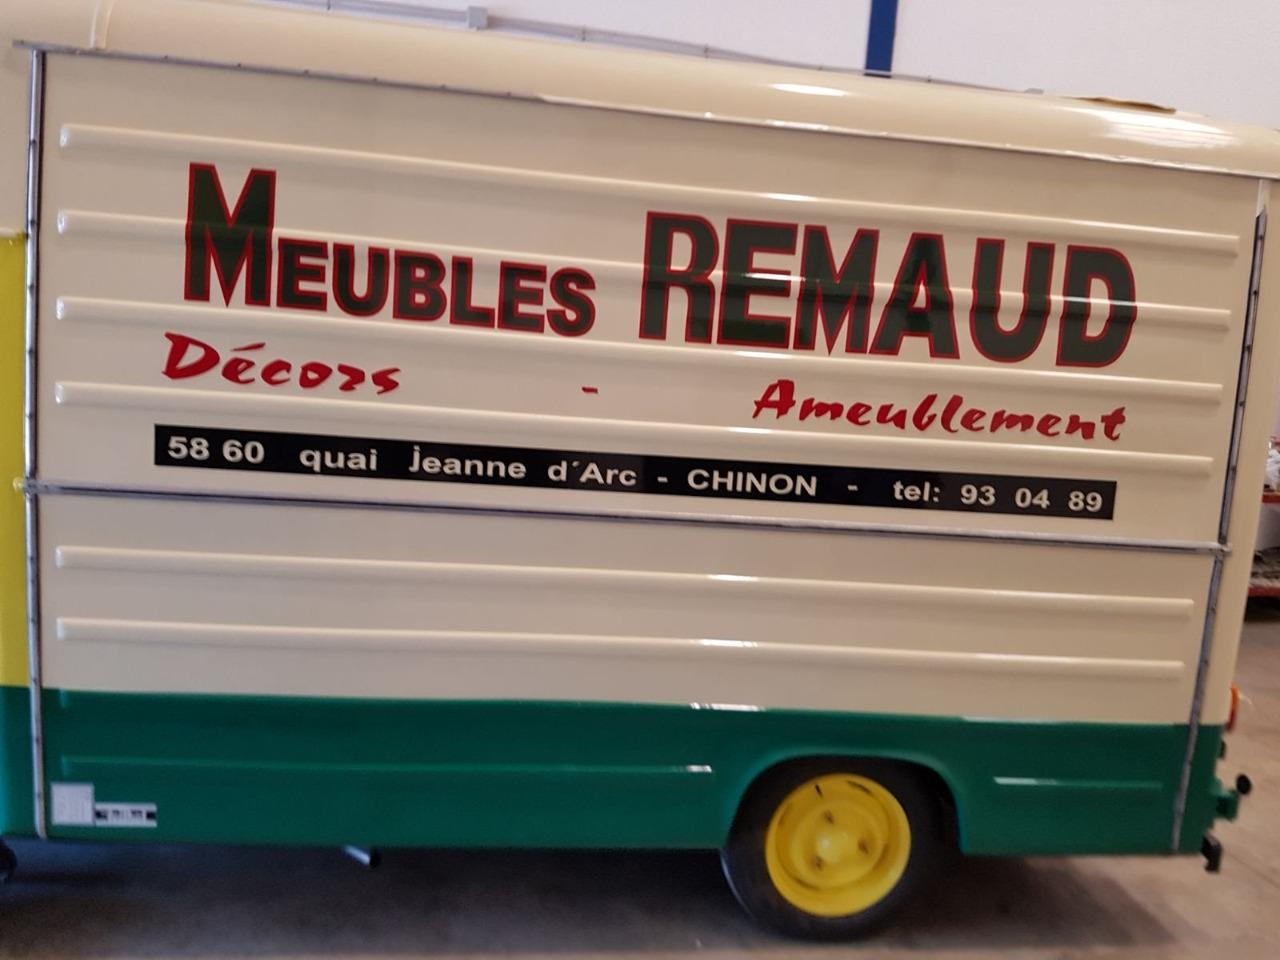 MEUBLES REMAUD
Décors - Ameublement
58 60 quai jeanne d'Arc - CHINON - tel: 93 04 89